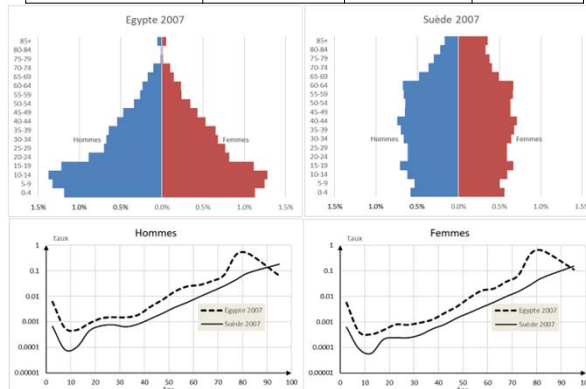 Egypte 2007
85+
80-84
75-79
70-74
65-69
60-64
55-59
50-54
45-49
40-44
35-39
30-34
25-29
20-24
15-19
10-14
5-9
0-4
Hommes
Femmes
1.5% 1.0% 0.5% 0.0% 0.5% 1.0% 1.5%
Suède 2007
85+
80-84
75-79
70-74
65-69
60-64
55-59
50-54
45-49
40-44
35-39
30-34
25-29
20-24
15-19
10-14
5-9
0-4
Hommes
Femmes
1.5% 1.0% 0.5% 0.0% 0.5% 1.0% 1.5%
Hommes
taux
1
0.1
0.01
0.001
0.0001
0.00001
Egypte 2007
Suède 2007
0 10 20 30 40 50 60 70 80 90 100
Femmes
taux
1
0.1
0.01
0.001
0.0001
0.00001
Egypte 2007
Suède 2007
0 10 20 30 40 50 60 70 80 90 100